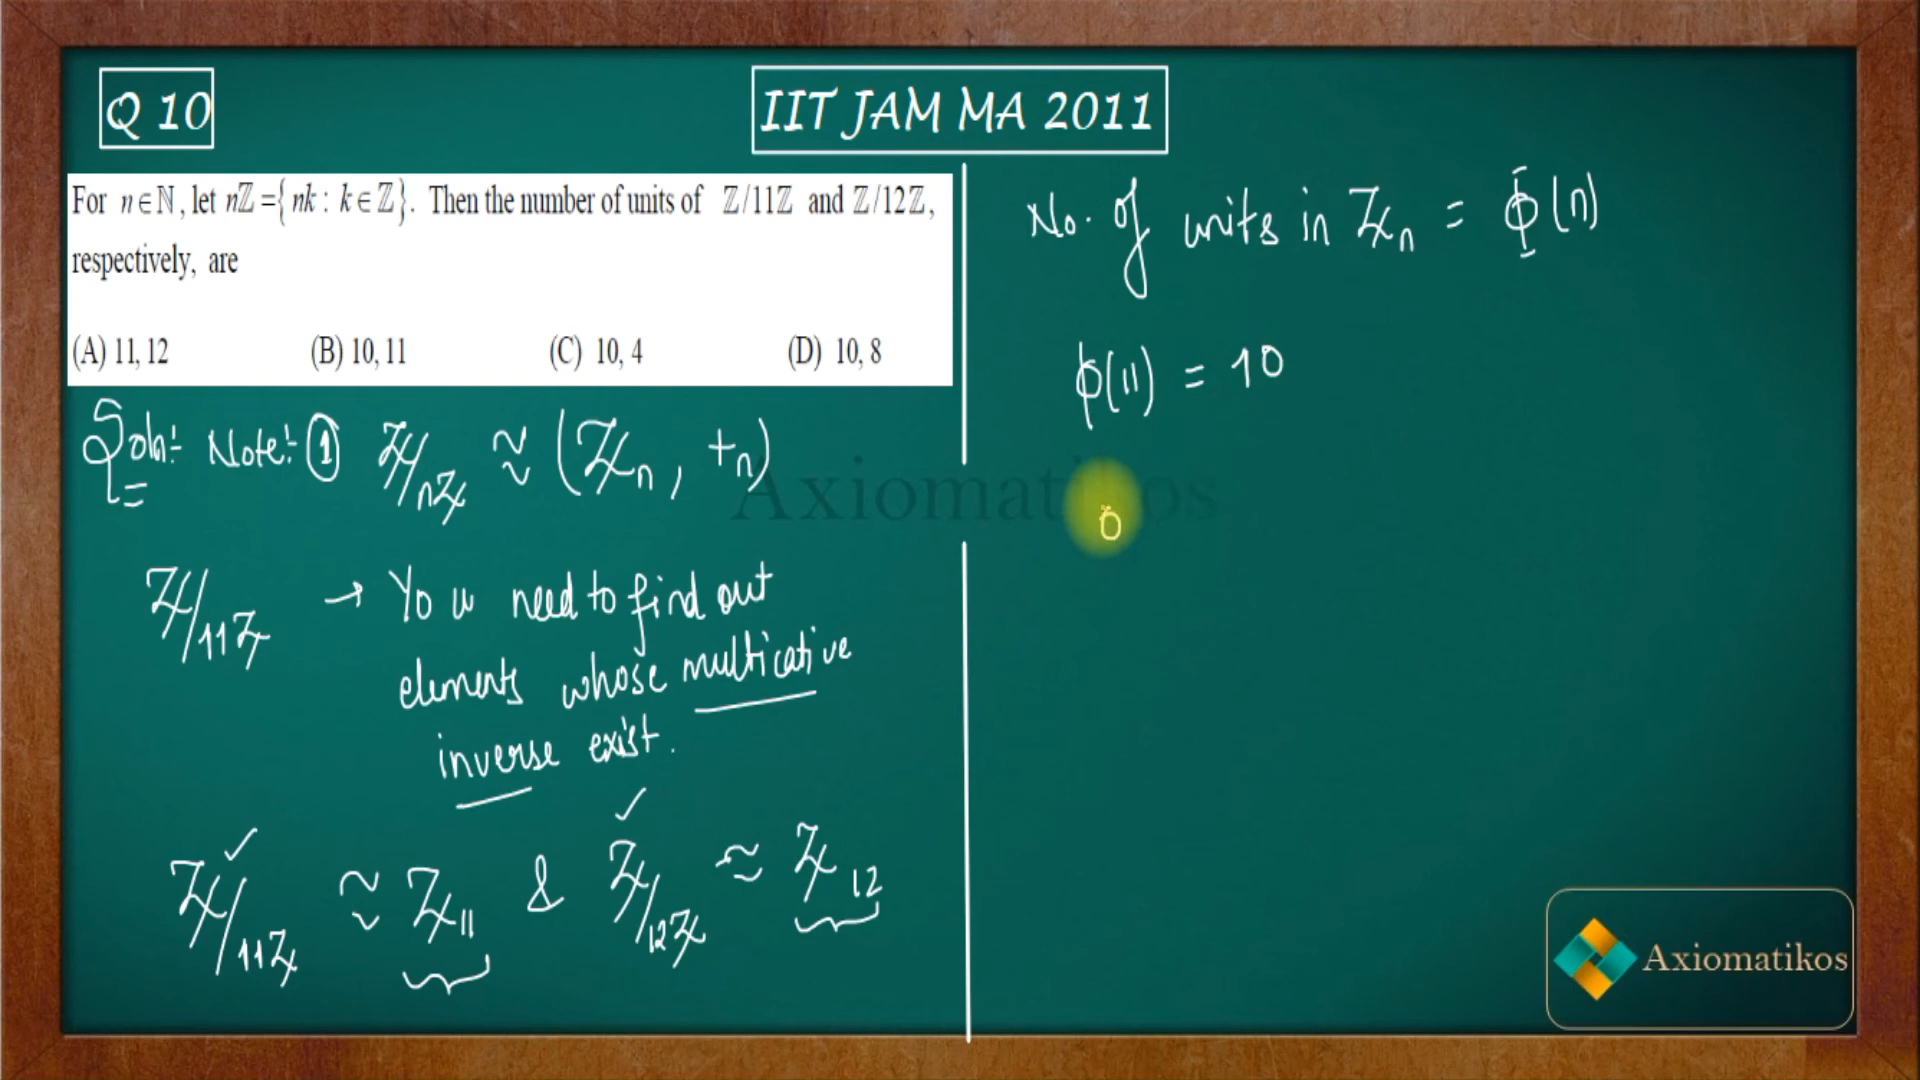 Q 10
IIT JAM MA 2011
For n∈ℕ, let nℤ={nk : k∈ℤ}. Then the number of units of ℤ/11ℤ and ℤ/12ℤ,
respectively, are
(A) 11, 12 (B) 10, 11 (C) 10, 4 (D) 10, 8
Soln:- Note:- ① ℤ/nℤ ≈ (ℤn, +n)
ℤ/11ℤ → You need to find out
elements whose multicative
inverse exist.
ℤ/11ℤ ≈ ℤ11 & ℤ/12ℤ ≈ ℤ12
No. of units in ℤn = Φ(n)
ϕ(11) = 10
Axiomatikos
Axiomatikos